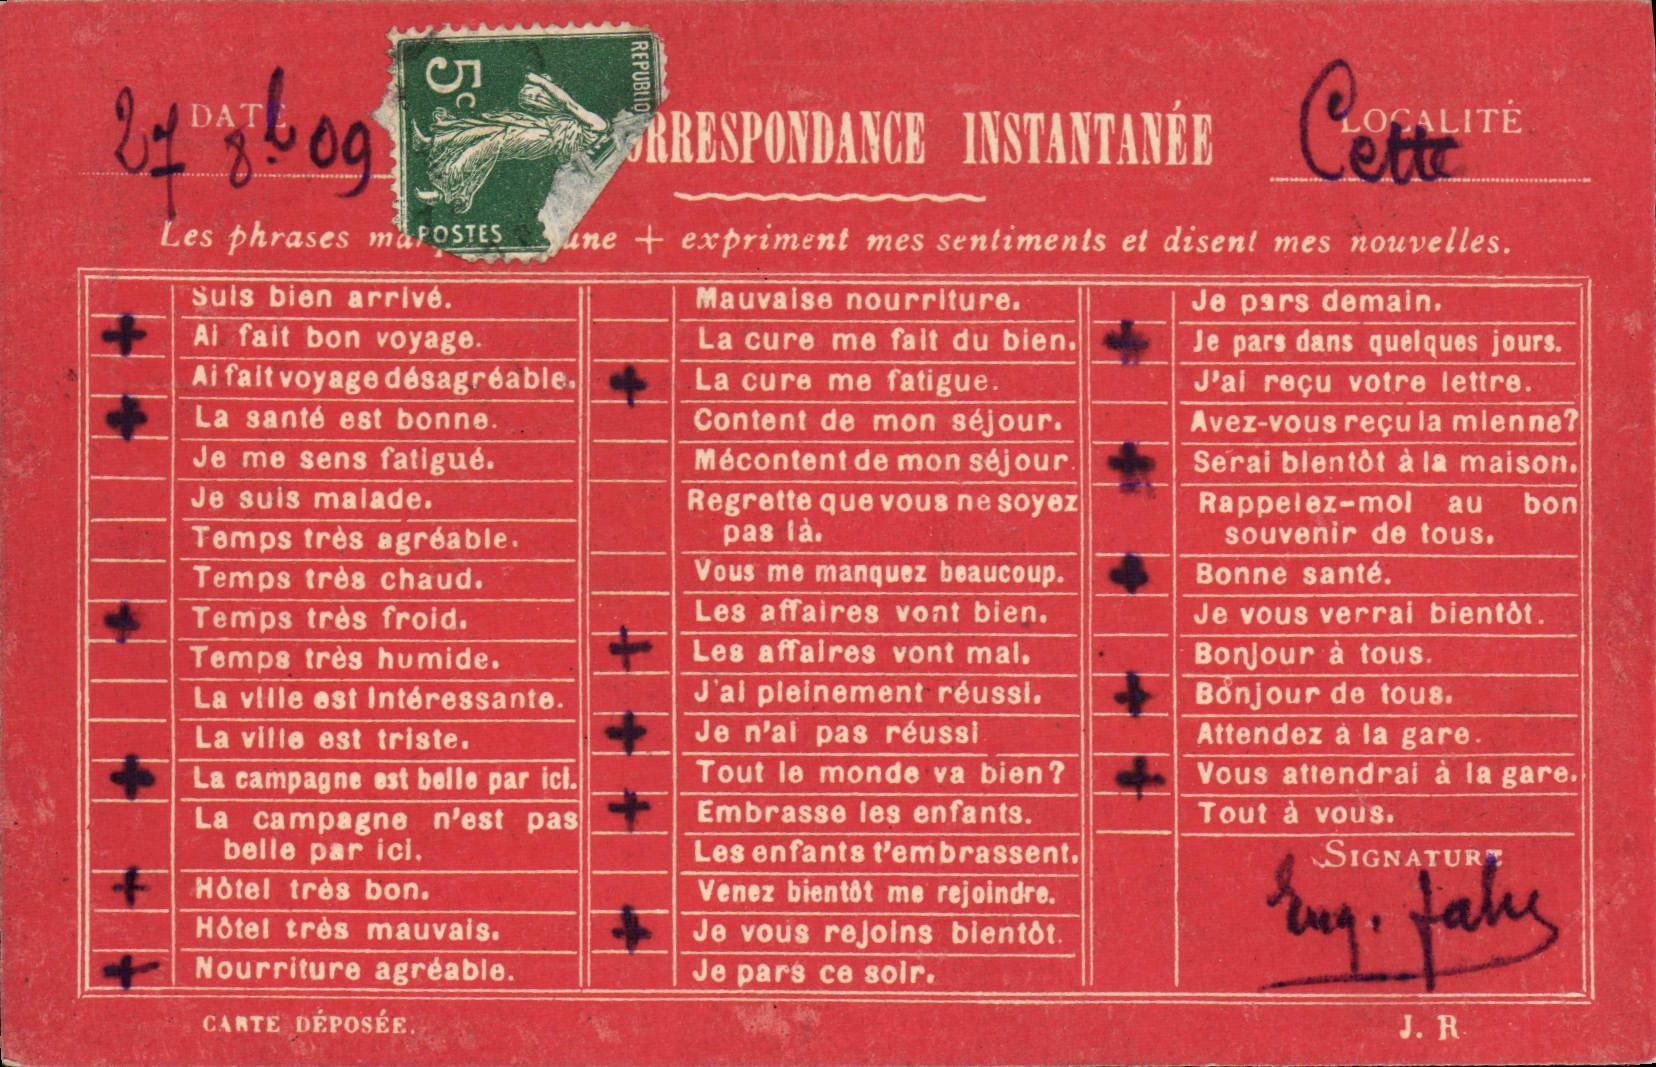 DATE
27 8b 09
5c
REPUBLIQ
POSTES
ORRESPONDANCE INSTANTANÉE
LOCALITÉ
Cette
Les phrases mar une + expriment mes sentiments et disent mes nouvelles.
Suis bien arrivé.
+ Ai fait bon voyage.
Ai fait voyage désagréable.
+ La santé est bonne.
Je me sens fatigué.
Je suis malade.
Temps très agréable.
Temps très chaud.
+ Temps très froid.
Temps très humide.
La ville est intéressante.
La ville est triste.
+ La campagne est belle par ici.
La campagne n'est pas
belle par ici.
+ Hôtel très bon.
Hôtel très mauvais.
+ Nourriture agréable.
Mauvaise nourriture.
La cure me fait du bien.
+ La cure me fatigue.
Content de mon séjour.
Mécontent de mon séjour
Regrette que vous ne soyez
pas là.
Vous me manquez beaucoup.
Les affaires vont bien.
+ Les affaires vont mal.
J'ai pleinement réussi.
+ Je n'ai pas réussi
Tout le monde va bien?
+ Embrasse les enfants.
Les enfants t'embrassent.
Venez bientôt me rejoindre.
+ Je vous rejoins bientôt.
Je pars ce soir.
Je pars demain.
+ Je pars dans quelques jours.
J'ai reçu votre lettre.
Avez-vous reçu la mienne?
+ Serai bientôt à la maison.
Rappelez-moi au bon
souvenir de tous.
+ Bonne santé.
Je vous verrai bientôt.
Bonjour à tous.
+ Bonjour de tous.
Attendez à la gare.
+ Vous attendrai à la gare.
Tout à vous.
SIGNATURE
Eug. Fabre
CARTE DÉPOSÉE.
J. R